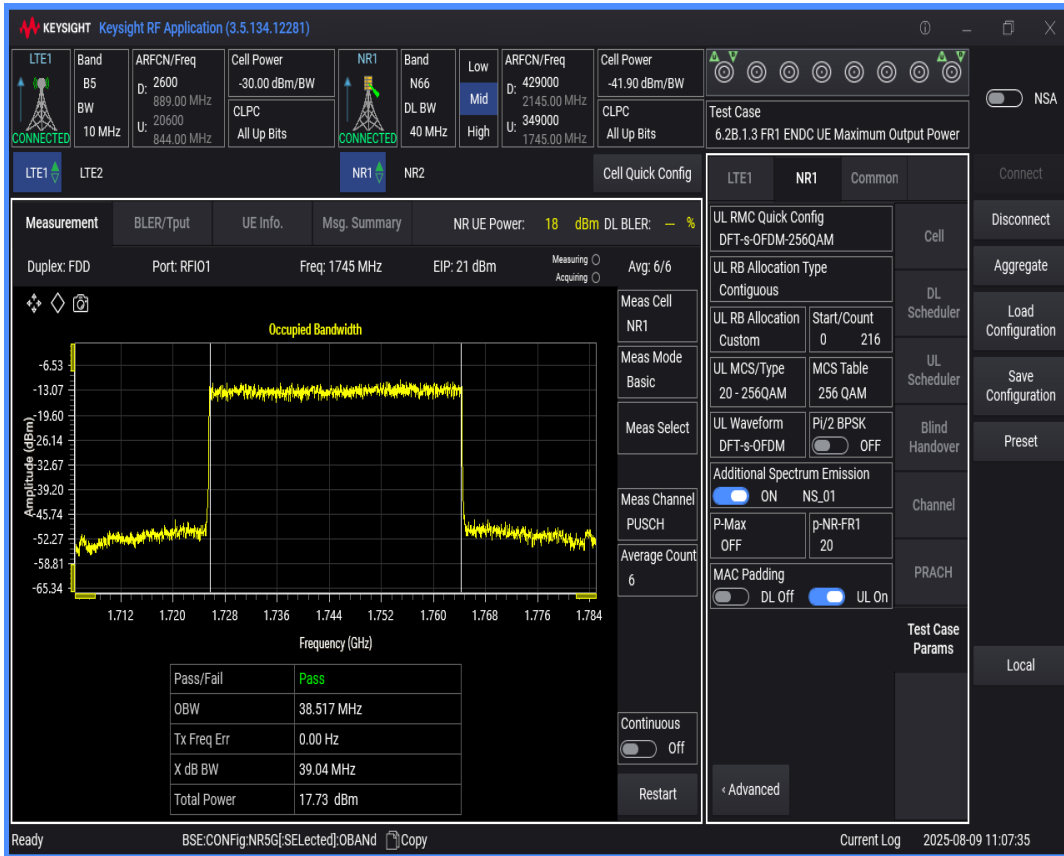 KEYSIGHT Keysight RF Application (3.5.134.12281)
LTE1 Band ARFCN/Freq Cell Power NR1 Band Low ARFCN/Freq Cell Power
B5 D: 2600 -30.00 dBm/BW N66 Mid D: 429000 -41.90 dBm/BW
BW 889.00 MHz CLPC DL BW High 2145.00 MHz CLPC
CONNECTED 10 MHz U: 20600 All Up Bits CONNECTED 40 MHz U: 349000 All Up Bits
844.00 MHz 1745.00 MHz
Test Case
6.2B.1.3 FR1 ENDC UE Maximum Output Power
NSA
LTE1 LTE2 NR1 NR2 Cell Quick Config
Measurement BLER/Tput UE Info. Msg. Summary NR UE Power: 18 dBm DL BLER: — %
Duplex: FDD Port: RFIO1 Freq: 1745 MHz EIP: 21 dBm Measuring Acquiring Avg: 6/6
Occupied Bandwidth
Amplitude (dBm)
-6.53
-13.07
-19.60
-26.14
-32.67
-39.20
-45.74
-52.27
-58.81
-65.34
1.712 1.720 1.728 1.736 1.744 1.752 1.760 1.768 1.776 1.784
Frequency (GHz)
Pass/Fail Pass
OBW 38.517 MHz
Tx Freq Err 0.00 Hz
X dB BW 39.04 MHz
Total Power 17.73 dBm
Meas Cell
NR1
Meas Mode
Basic
Meas Select
Meas Channel
PUSCH
Average Count
6
Continuous
Off
Restart
LTE1 NR1 Common
UL RMC Quick Config
DFT-s-OFDM-256QAM
UL RB Allocation Type
Contiguous
UL RB Allocation Start/Count
Custom 0 216
UL MCS/Type MCS Table
20 - 256QAM 256 QAM
UL Waveform Pi/2 BPSK
DFT-s-OFDM OFF
Additional Spectrum Emission
ON NS_01
P-Max p-NR-FR1
OFF 20
MAC Padding
DL Off UL On
‹ Advanced
Cell
DL
Scheduler
UL
Scheduler
Blind
Handover
Channel
PRACH
Test Case
Params
Connect
Disconnect
Aggregate
Load
Configuration
Save
Configuration
Preset
Local
Ready BSE:CONFig:NR5G[:SELected]:OBANd Copy Current Log 2025-08-09 11:07:35